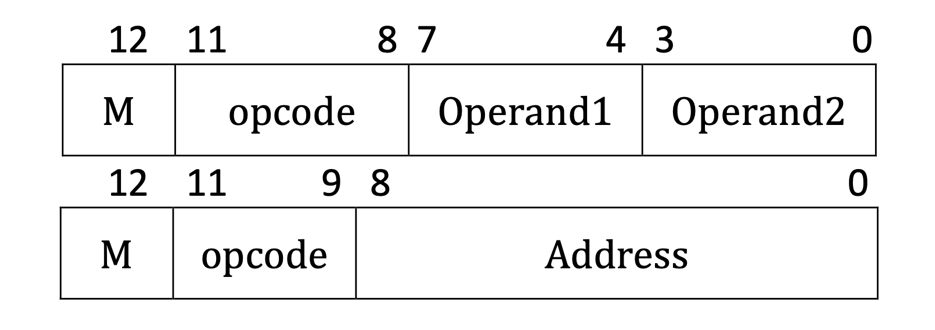 12 11 8 7 4 3 0
M opcode Operand1 Operand2
12 11 9 8 0
M opcode Address